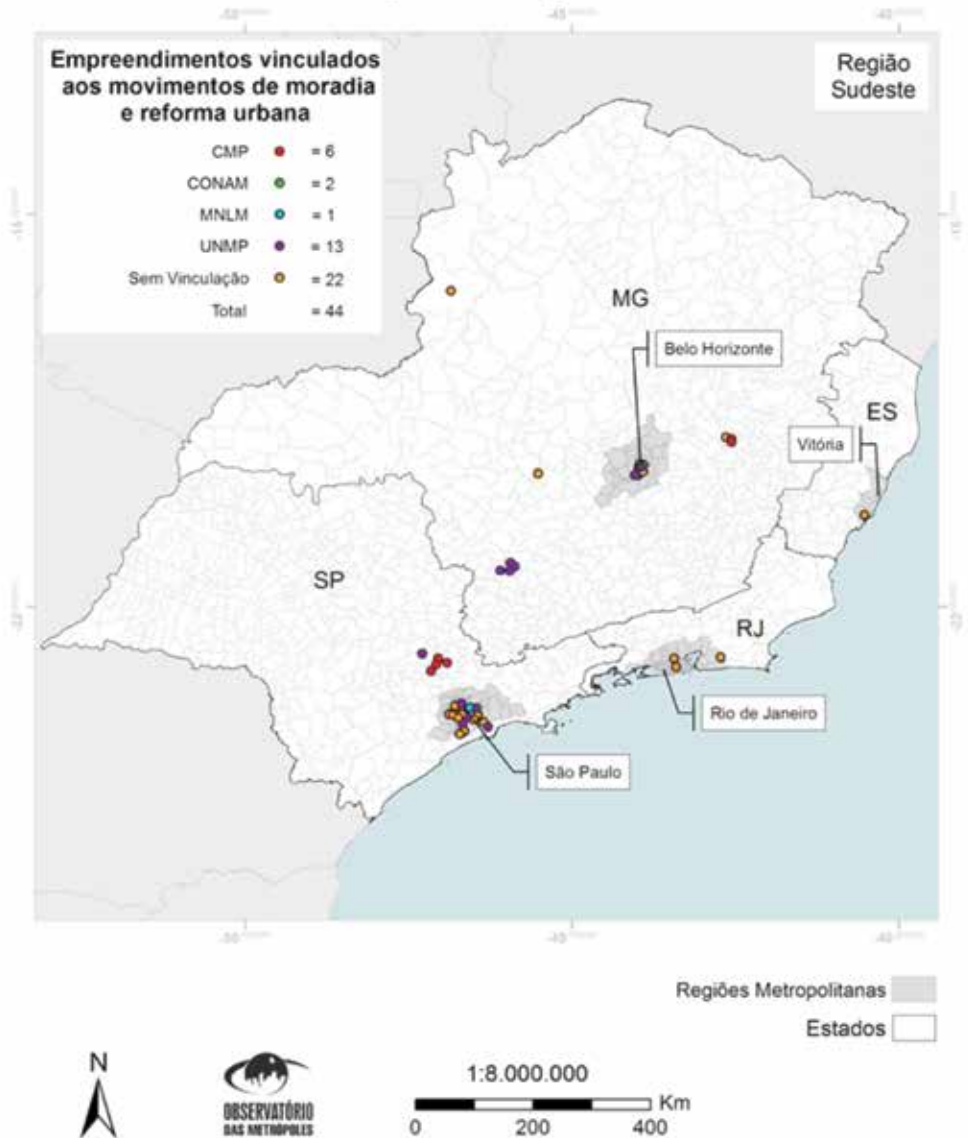 Empreendimentos vinculados
aos movimentos de moradia
e reforma urbana
CMP = 6
CONAM = 2
MNLM = 1
UNMP = 13
Sem Vinculação = 22
Total = 44
Região
Sudeste
MG
Belo Horizonte
ES
Vitória
SP
RJ
Rio de Janeiro
São Paulo
Regiões Metropolitanas
Estados
N
OBSERVATÓRIO
DAS METRÓPOLES
1:8.000.000
Km
0 200 400